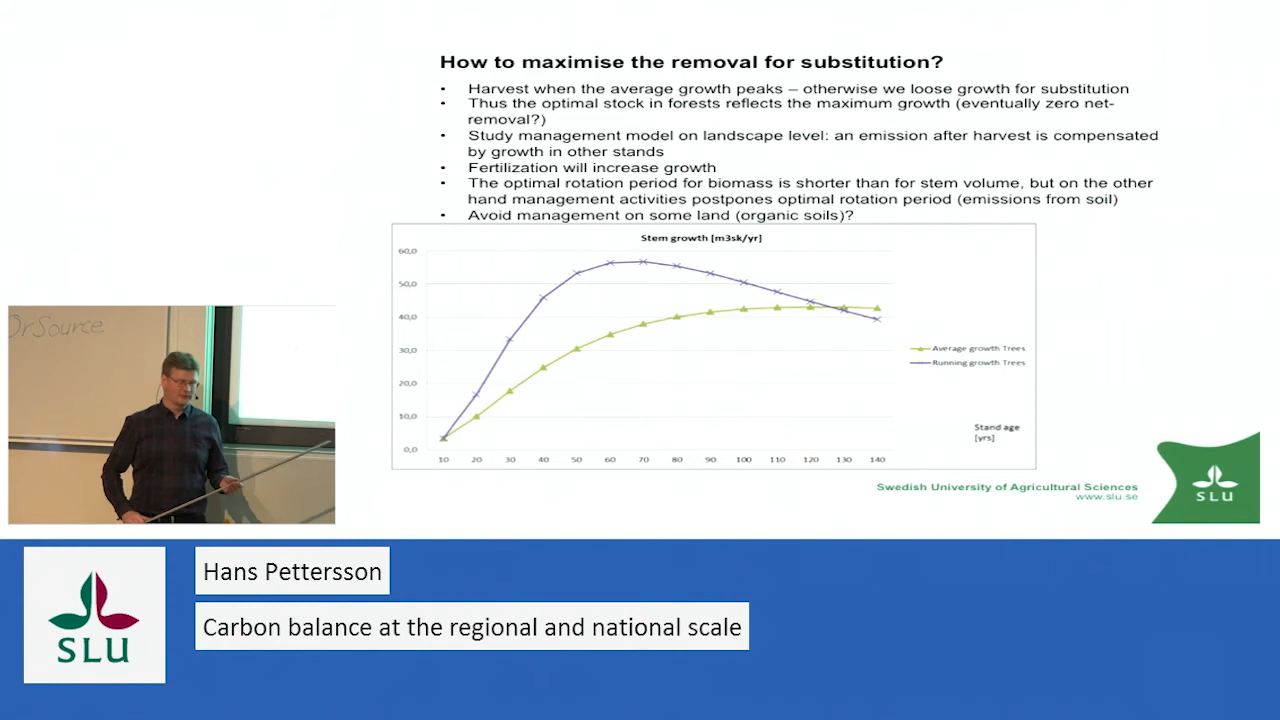 How to maximise the removal for substitution?
• Harvest when the average growth peaks – otherwise we loose growth for substitution
• Thus the optimal stock in forests reflects the maximum growth (eventually zero net-
removal?)
• Study management model on landscape level: an emission after harvest is compensated
by growth in other stands
• Fertilization will increase growth
• The optimal rotation period for biomass is shorter than for stem volume, but on the other
hand management activities postpones optimal rotation period (emissions from soil)
• Avoid management on some land (organic soils)?
Stem growth [m3sk/yr]
60,0
50,0
40,0
30,0
20,0
10,0
0,0
10 20 30 40 50 60 70 80 90 100 110 120 130 140
Average growth Trees
Running growth Trees
Stand age
[yrs]
OrSource
Swedish University of Agricultural Sciences
www.slu.se
SLU
SLU
Hans Pettersson
Carbon balance at the regional and national scale